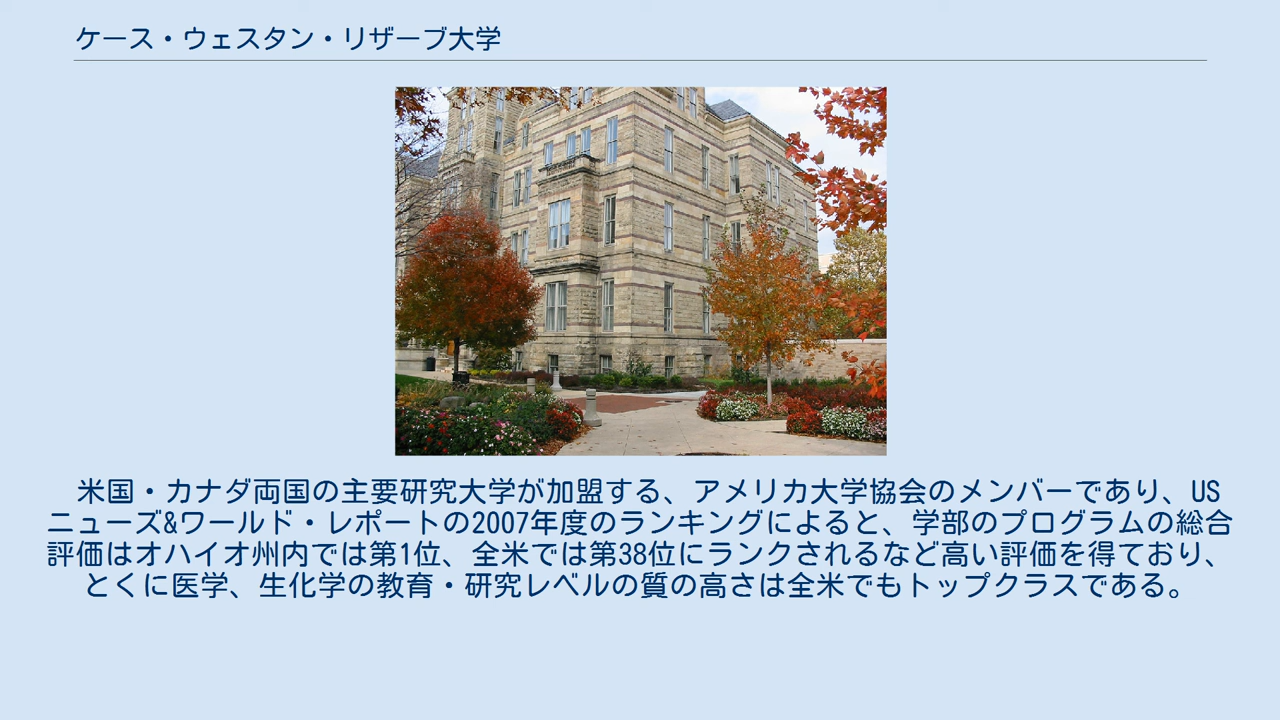 ケース・ウェスタン・リザーブ大学
米国・カナダ両国の主要研究大学が加盟する、アメリカ大学協会のメンバーであり、US
ニューズ&ワールド・レポートの2007年度のランキングによると、学部のプログラムの総合
評価はオハイオ州内では第1位、全米では第38位にランクされるなど高い評価を得ており、
とくに医学、生化学の教育・研究レベルの質の高さは全米でもトップクラスである。